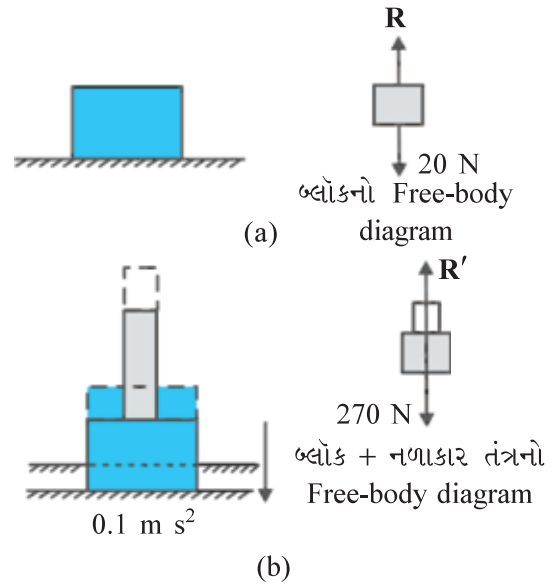 R
20 N
બ્લૉકનો Free-body
diagram
(a)
R′
270 N
બ્લૉક + નળાકાર તંત્રનો
Free-body diagram
0.1 m s²
(b)